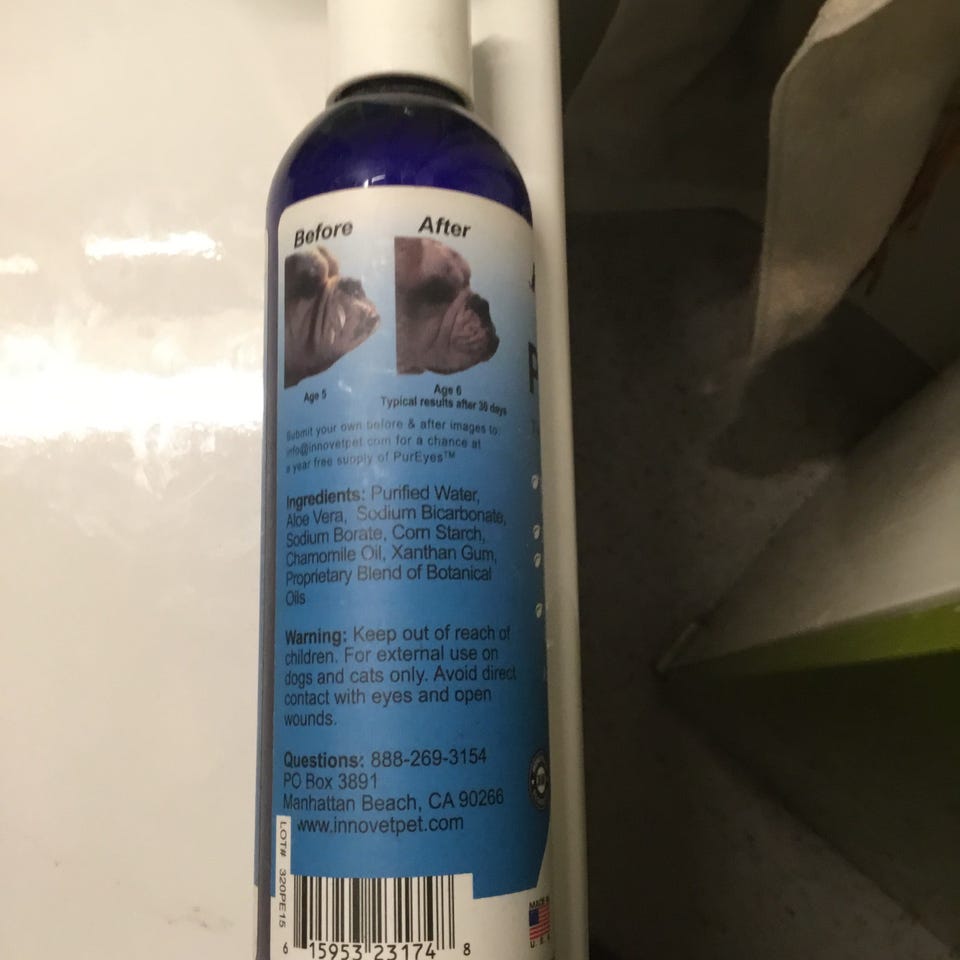 Before After
Age 5
Age 6
Typical results after 30 days
Submit your own before & after images to:
info@innovetpet.com for a chance at
a year free supply of PurEyes™
Ingredients: Purified Water,
Aloe Vera, Sodium Bicarbonate,
Sodium Borate, Corn Starch,
Chamomile Oil, Xanthan Gum,
Proprietary Blend of Botanical
Oils
Warning: Keep out of reach of
children. For external use on
dogs and cats only. Avoid direct
contact with eyes and open
wounds.
Questions: 888-269-3154
PO Box 3891
Manhattan Beach, CA 90266
www.innovetpet.com
LOT# 320PE15
6 15953 23174 8
MADE IN
U.S.